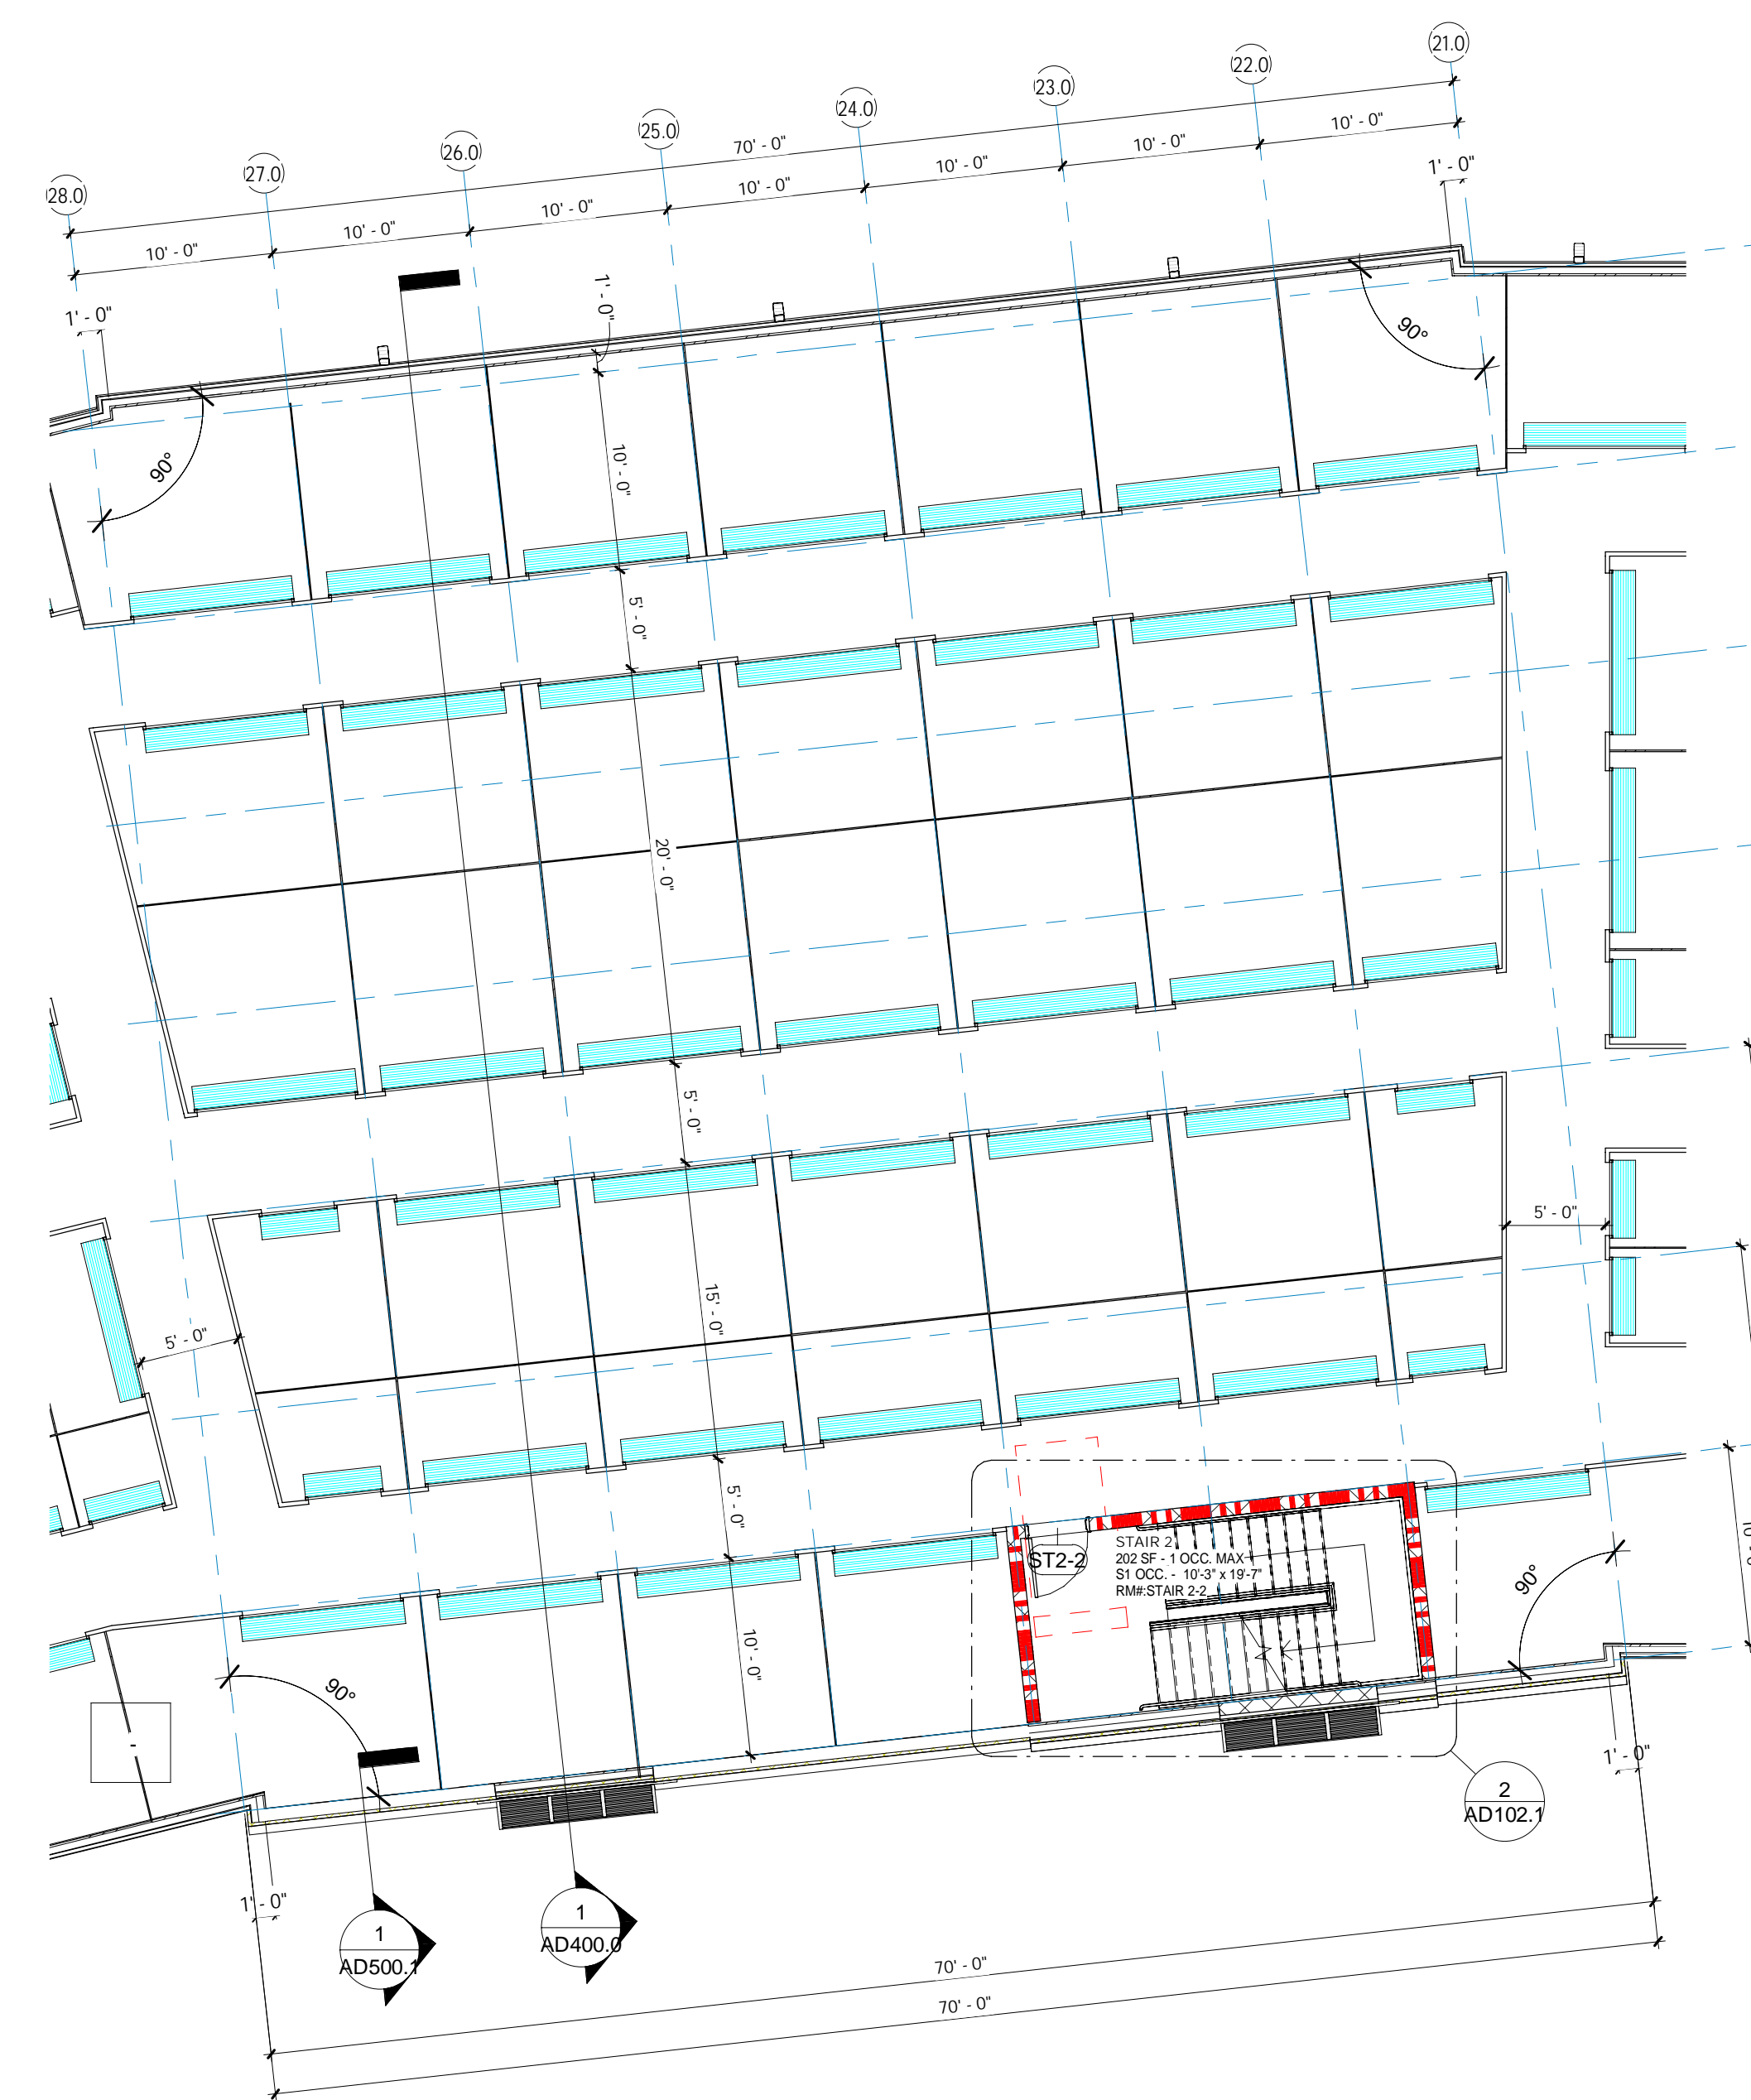 21.0
22.0
23.0
24.0
25.0
26.0
27.0
28.0
70' - 0"
10' - 0"
10' - 0"
10' - 0"
10' - 0"
10' - 0"
10' - 0"
10' - 0"
1' - 0"
1' - 0"
1' - 0"
90°
90°
10' - 0"
5' - 0"
20' - 0"
5' - 0"
15' - 0"
5' - 0"
5' - 0"
5' - 0"
10' - 0"
ST2-2
STAIR 2
202 SF - 1 OCC. MAX
S1 OCC. - 10'-3" x 19'-7"
RM#:STAIR 2-2
90°
90°
-
1' - 0"
2
AD102.1
1' - 0"
1
AD500.1
1
AD400.0
70' - 0"
70' - 0"